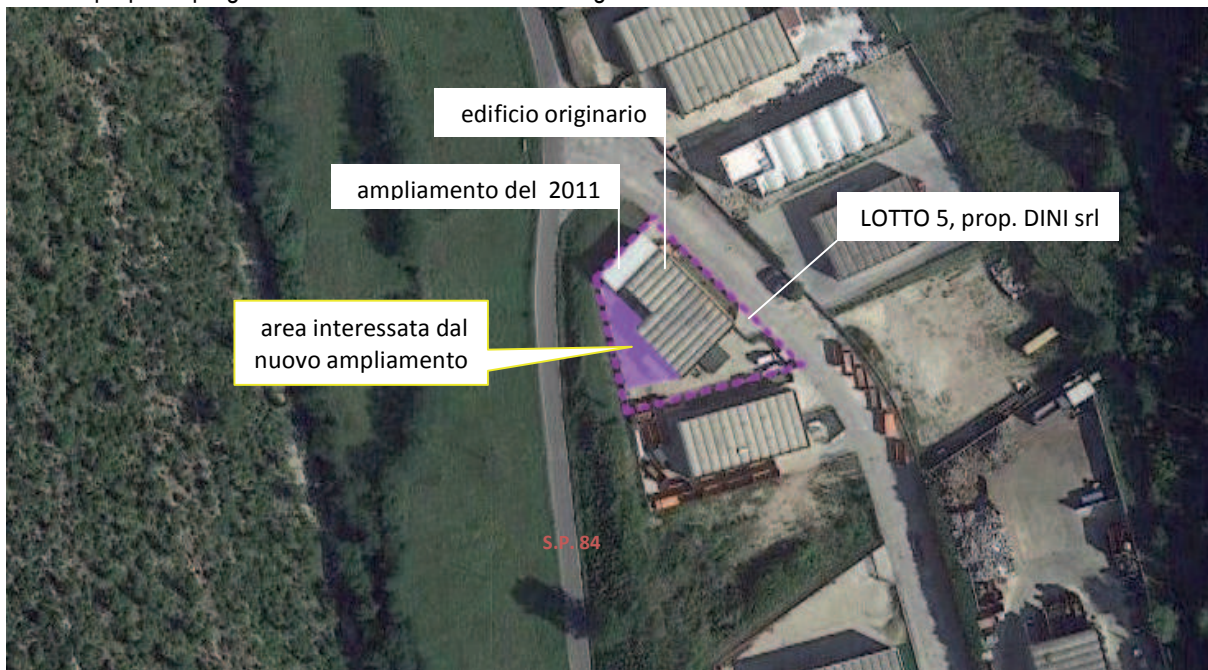 edificio originario
ampliamento del 2011
LOTTO 5, prop. DINI srl
area interessata dal
nuovo ampliamento
S.P. 84